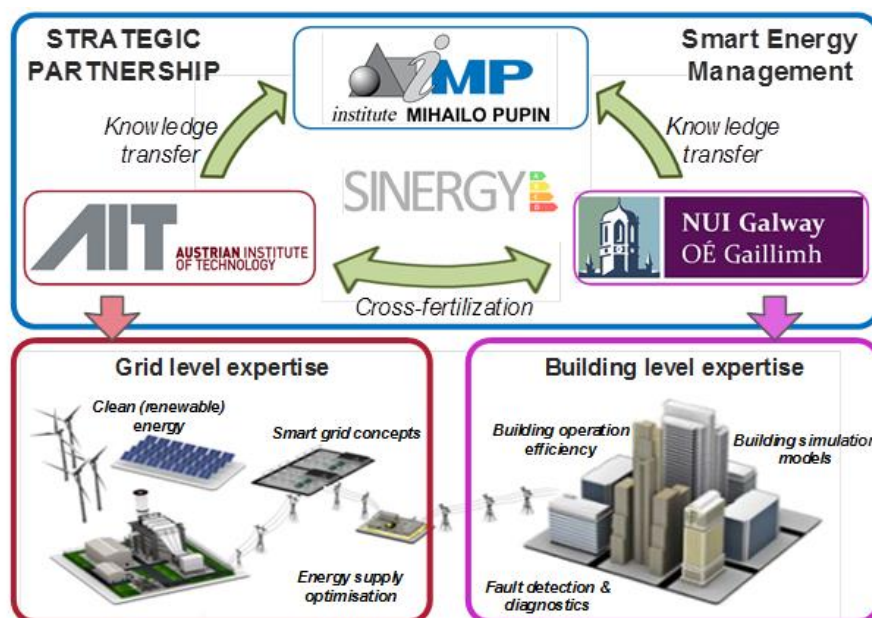 STRATEGIC
PARTNERSHIP
iMP
institute MIHAILO PUPIN
Smart Energy
Management
Knowledge
transfer
Knowledge
transfer
SINERGY
AIT
AUSTRIAN INSTITUTE
OF TECHNOLOGY
NUI Galway
OÉ Gaillimh
Cross-fertilization
Grid level expertise
Clean (renewable)
energy
Smart grid concepts
Energy supply
optimisation
Building level expertise
Building operation
efficiency
Building simulation
models
Fault detection &
diagnostics